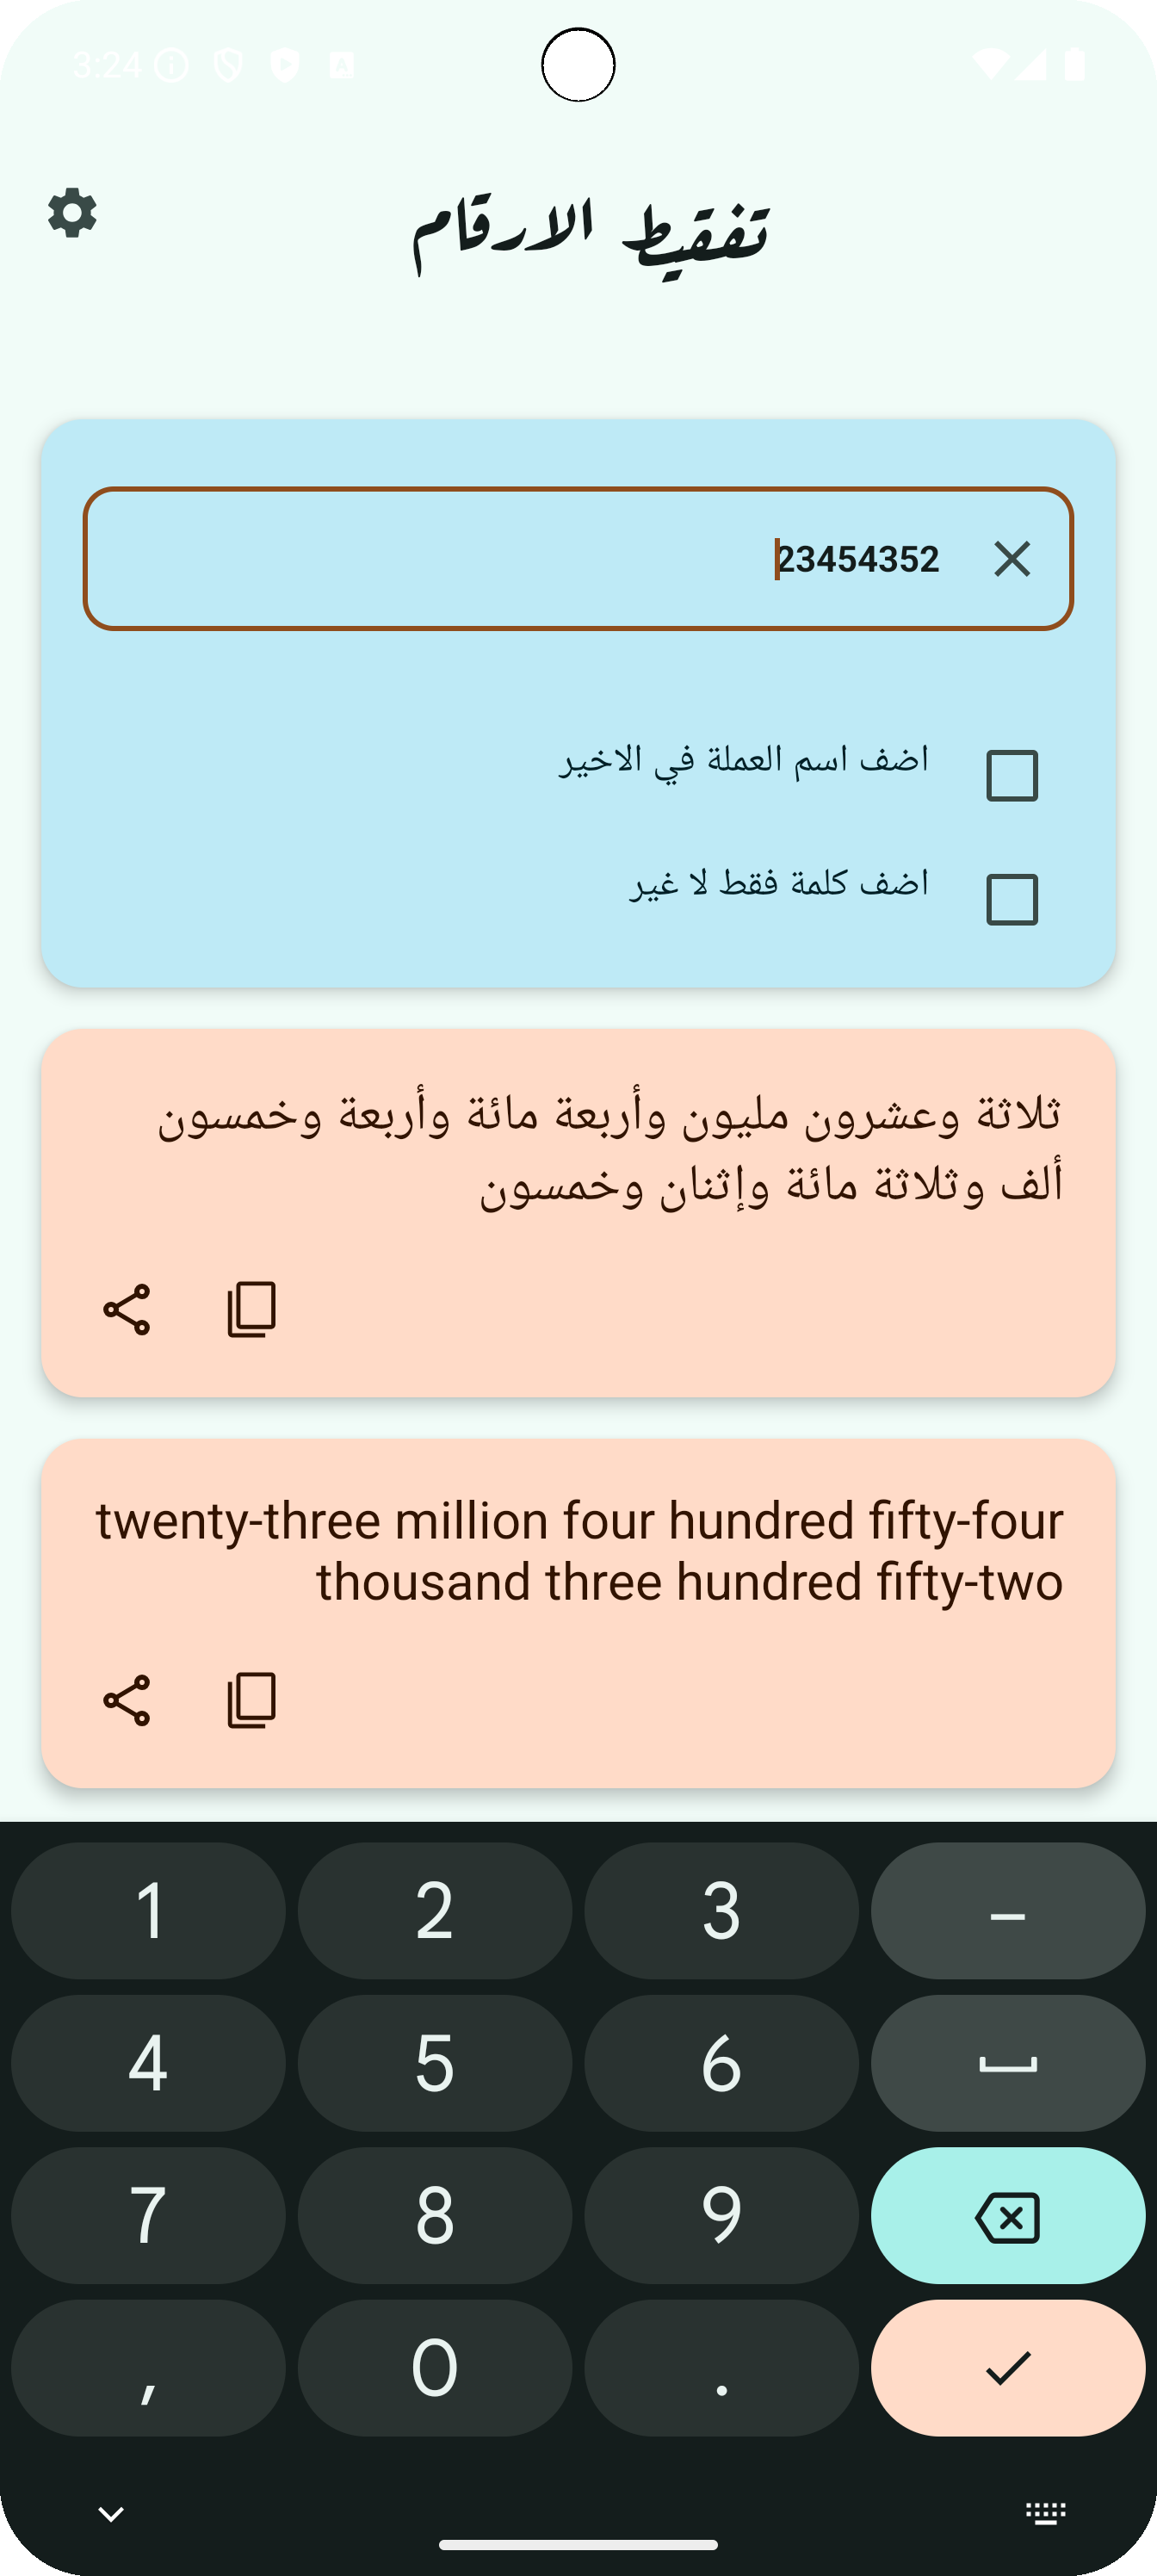 3:24
تفقيط الارقام
23454352
اضف اسم العملة في الاخير
اضف كلمة فقط لا غير
ثلاثة وعشرون مليون وأربعة مائة وأربعة وخمسون
ألف وثلاثة مائة وإثنان وخمسون
twenty-three million four hundred fifty-four
thousand three hundred fifty-two
1 2 3 –
4 5 6
7 8 9
, 0 .